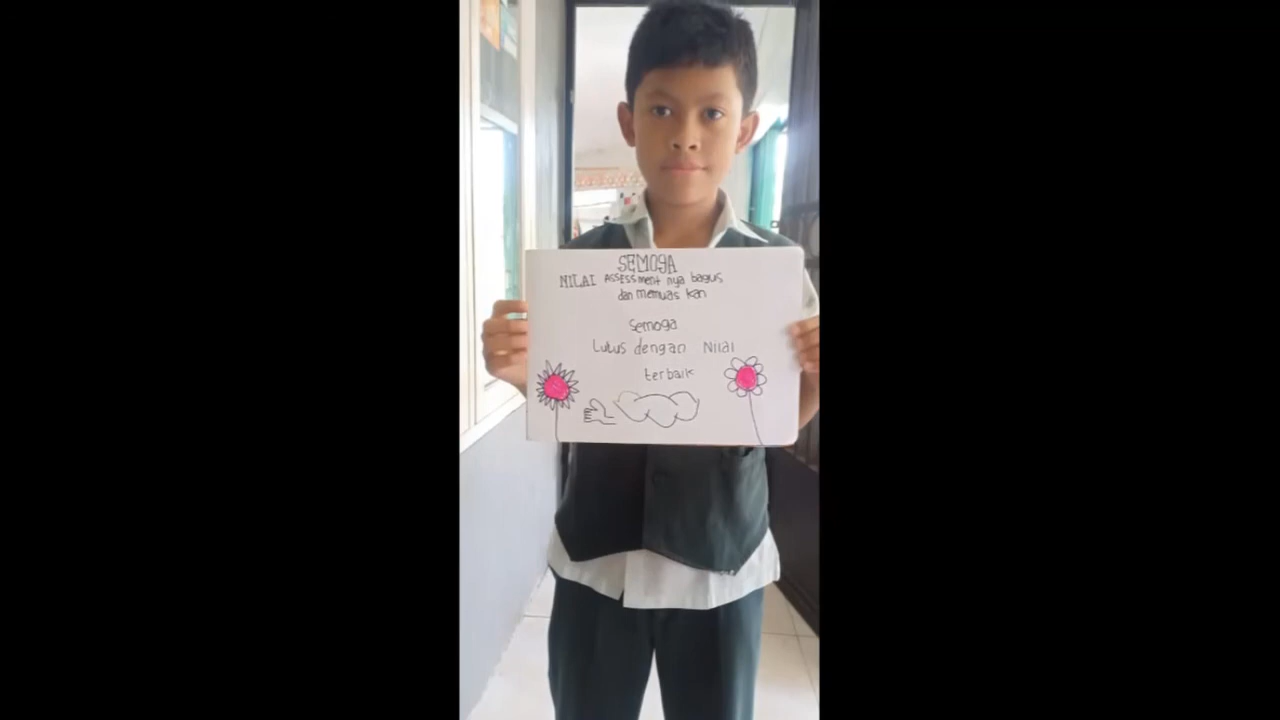 SEMOGA
NILAI ASSESSment nya bagus
dan memuas kan
Semoga
Lulus dengan Nilai
terbaik